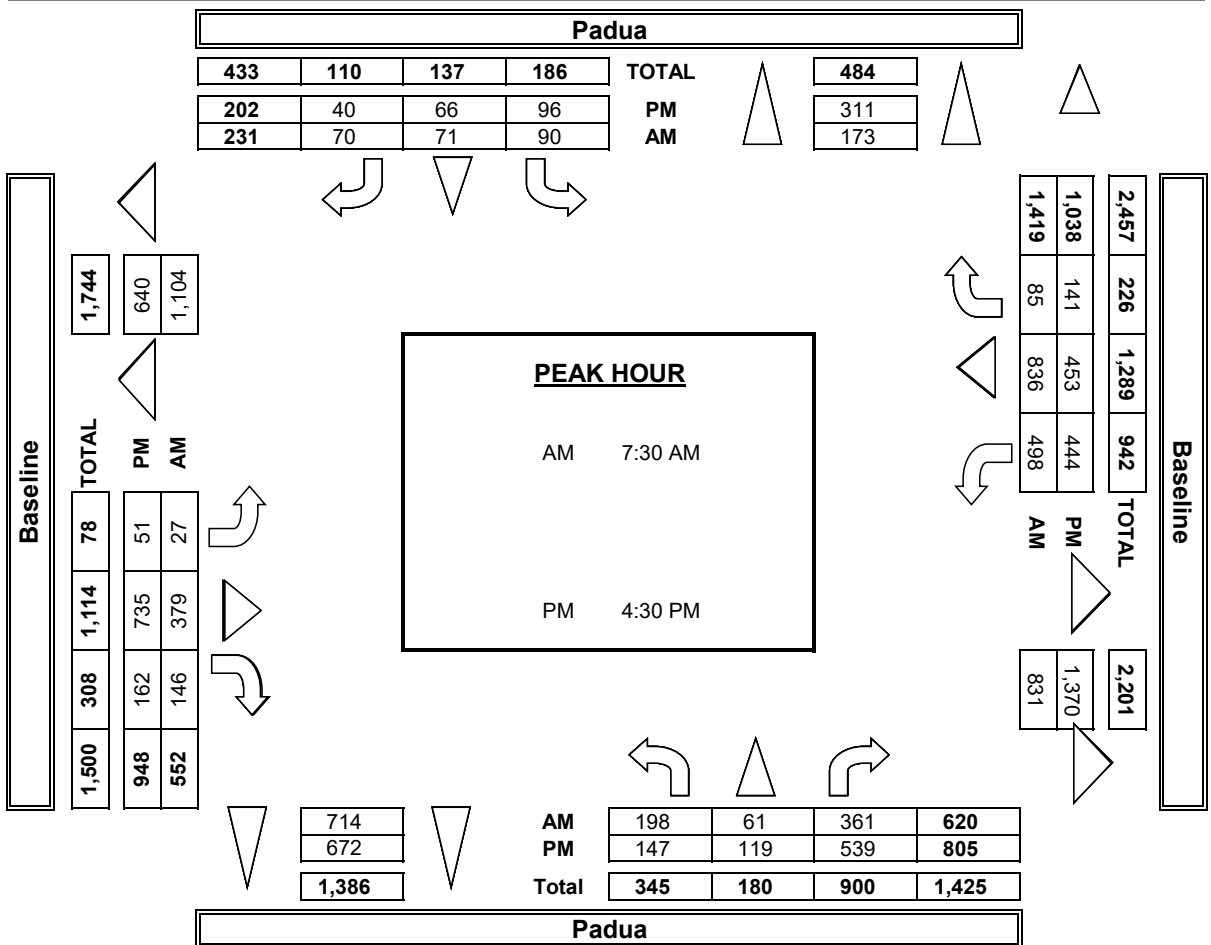 Padua
433 110 137 186 TOTAL 484
202 40 66 96 PM 311
231 70 71 90 AM 173
Baseline
1,744
640
1,104
TOTAL
PM
AM
78 1,114 308 1,500
51 735 162 948
27 379 146 552
PEAK HOUR
AM 7:30 AM
PM 4:30 PM
2,457 226 1,289 942 TOTAL 2,201
1,038 141 453 444 PM 1,370
1,419 85 836 498 AM 831
Baseline
714 AM 198 61 361 620
672 PM 147 119 539 805
1,386 Total 345 180 900 1,425
Padua